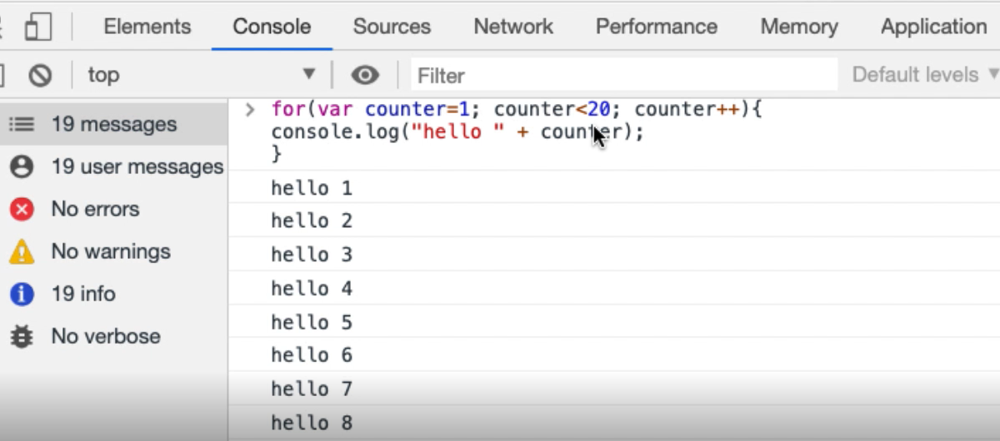 Elements Console Sources Network Performance Memory Application
top Filter Default levels
19 messages
19 user messages
No errors
No warnings
19 info
No verbose
for(var counter=1; counter<20; counter++){
console.log("hello " + counter);
}
hello 1
hello 2
hello 3
hello 4
hello 5
hello 6
hello 7
hello 8